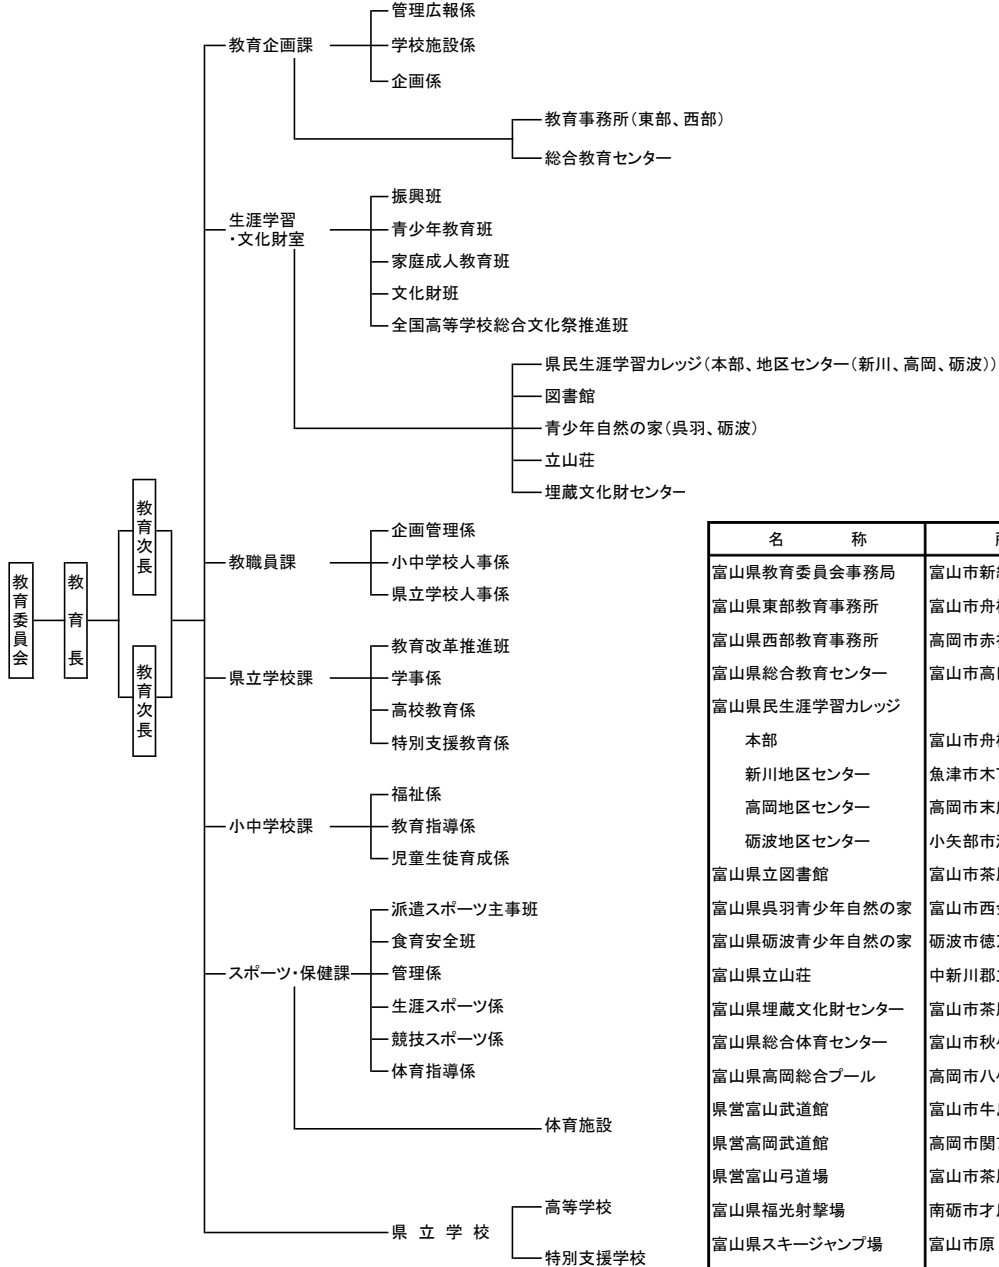 管理広報係
教育企画課
学校施設係
企画係
教育事務所（東部、西部）
総合教育センター
振興班
生涯学習
・文化財室
青少年教育班
家庭成人教育班
文化財班
全国高等学校総合文化祭推進班
県民生涯学習カレッジ（本部、地区センター（新川、高岡、砺波））
図書館
青少年自然の家（呉羽、砺波）
立山荘
埋蔵文化財センター
教育委員会
教育長
教育次長
教育次長
教職員課
企画管理係
小中学校人事係
県立学校人事係
県立学校課
教育改革推進班
学事係
高校教育係
特別支援教育係
小中学校課
福祉係
教育指導係
児童生徒育成係
スポーツ・保健課
派遣スポーツ主事班
食育安全班
管理係
生涯スポーツ係
競技スポーツ係
体育指導係
体育施設
県立学校
高等学校
特別支援学校
名称
富山県教育委員会事務局 富山市新
富山県東部教育事務所 富山市舟
富山県西部教育事務所 高岡市赤
富山県総合教育センター 富山市高
富山県民生涯学習カレッジ
本部 富山市舟
新川地区センター 魚津市木
高岡地区センター 高岡市末
砺波地区センター 小矢部市
富山県立図書館 富山市茶
富山県呉羽青少年自然の家 富山市西
富山県砺波青少年自然の家 砺波市徳
富山県立山荘 中新川郡
富山県埋蔵文化財センター 富山市茶
富山県総合体育センター 富山市秋
富山県高岡総合プール 高岡市八
県営富山武道館 富山市牛
県営高岡武道館 高岡市関
県営富山弓道場 富山市茶
富山県福光射撃場 南砺市才
富山県スキージャンプ場 富山市原